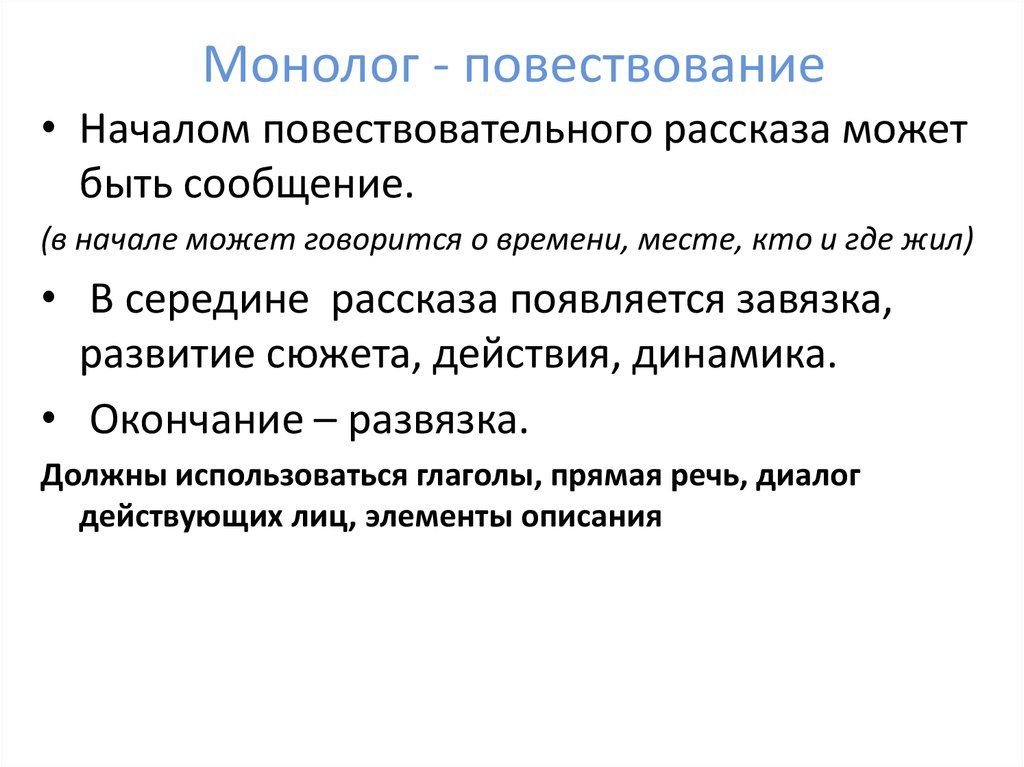 Монолог - повествование
• Началом повествовательного рассказа может
быть сообщение.
(в начале может говорится о времени, месте, кто и где жил)
• В середине рассказа появляется завязка,
развитие сюжета, действия, динамика.
• Окончание – развязка.
Должны использоваться глаголы, прямая речь, диалог
действующих лиц, элементы описания